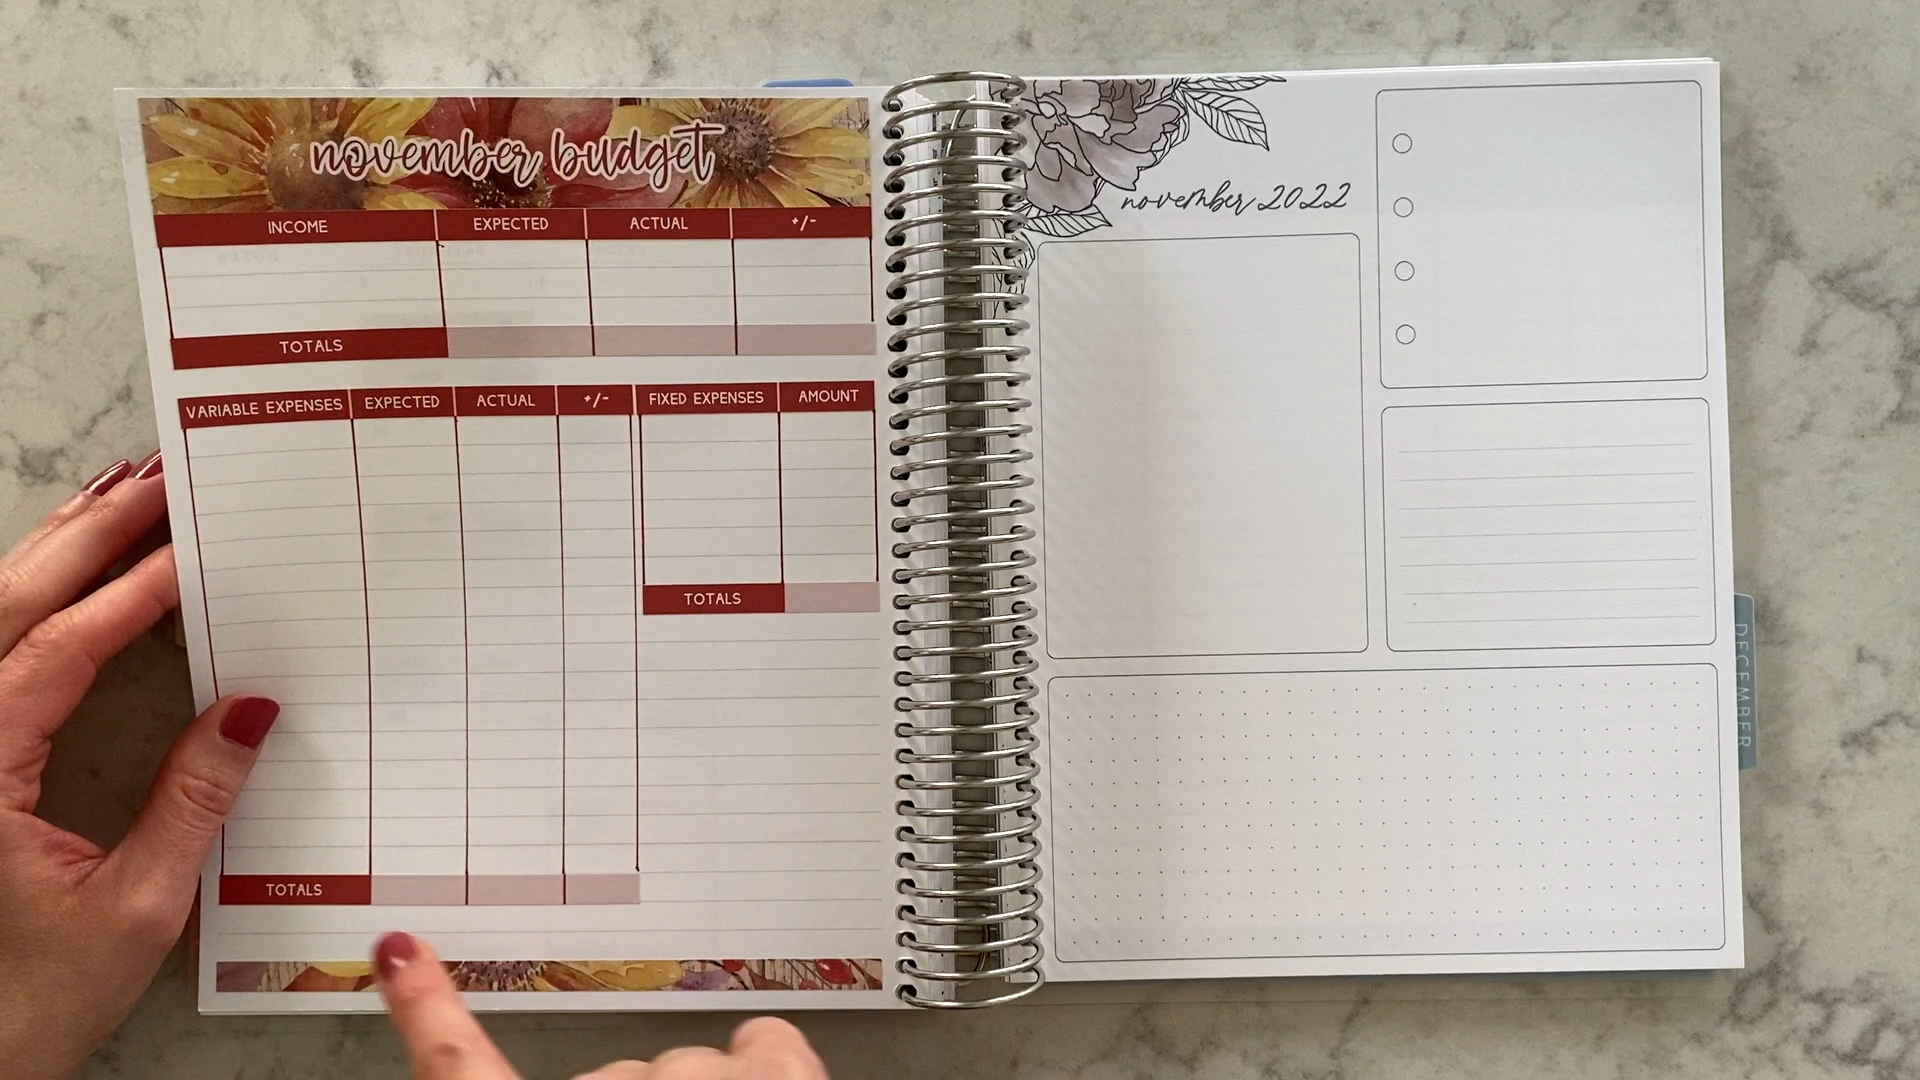 november budget
INCOME EXPECTED ACTUAL +/-
TOTALS
VARIABLE EXPENSES EXPECTED ACTUAL +/- FIXED EXPENSES AMOUNT
TOTALS
TOTALS
november 2022
DECEMBER